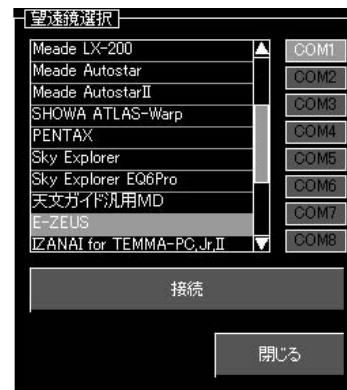 望遠鏡選択
Meade LX-200
Meade Autostar
Meade AutostarⅡ
SHOWA ATLAS-Warp
PENTAX
Sky Explorer
Sky Explorer EQ6Pro
天文ガイド汎用MD
E-ZEUS
IZANAI for TEMMA-PC,Jr,Ⅱ
COM1
COM2
COM3
COM4
COM5
COM6
COM7
COM8
接続
閉じる